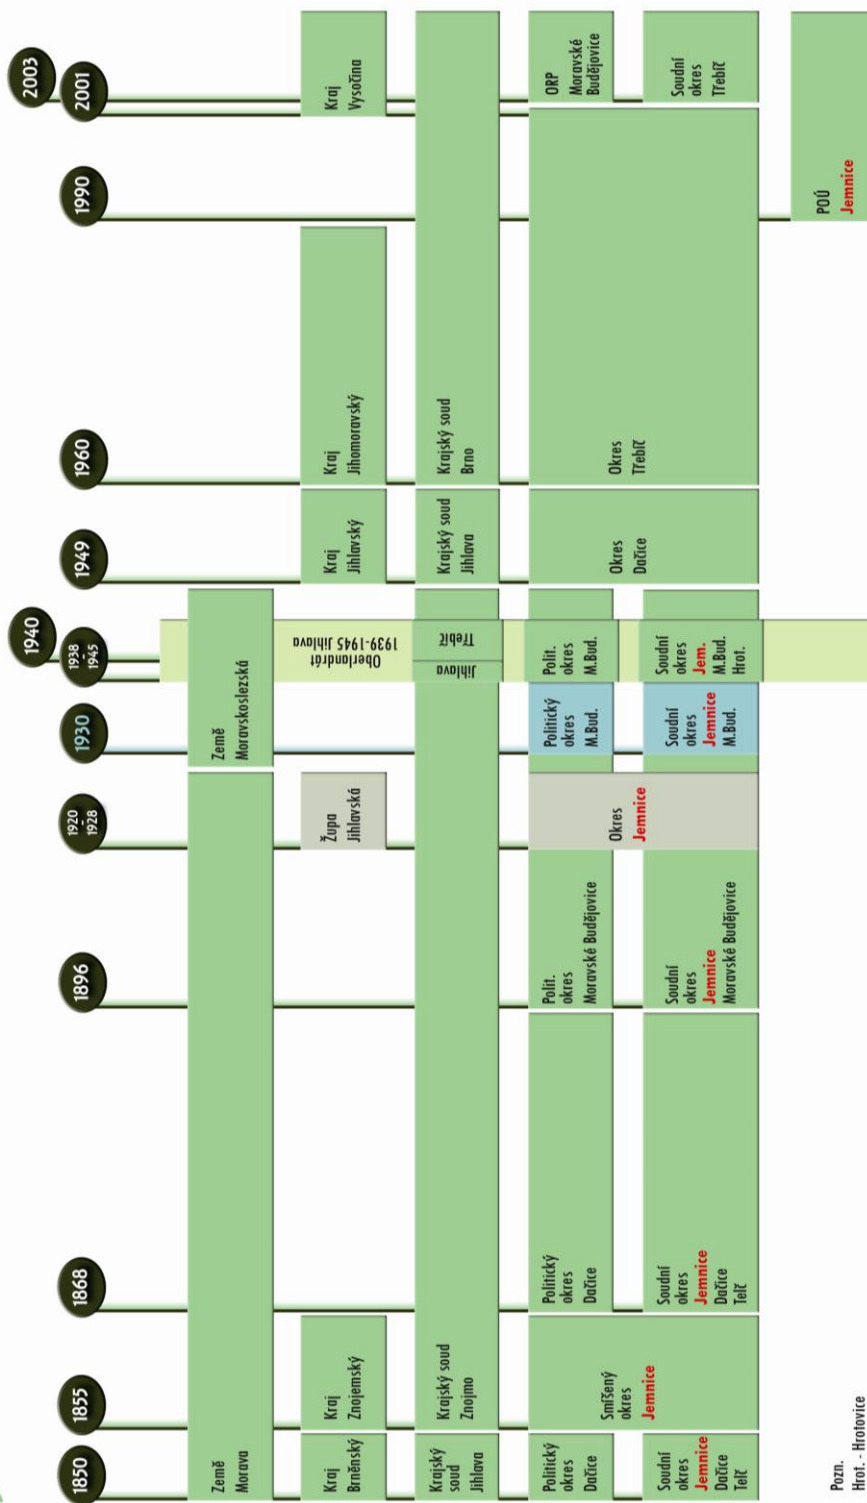 1850
1855
1868
1896
1920
-
1928
1930
1938
-
1945
1940
1949
1960
1990
2001
2003
Země
Morava
Země
Moravskoslezská
Kraj
Brněnský
Kraj
Znojemský
Župa
Jihlavská
Oberlandrát
1939-1945 Jihlava
Kraj
Jihlavský
Kraj
Jihomoravský
Kraj
Vysočina
Krajský
soud
Jihlava
Krajský soud
Znojmo
Jihlava
Třebíč
Krajský soud
Jihlava
Krajský soud
Brno
Politický
okres
Dačice
Smíšený
okres
Jemnice
Politický
okres
Dačice
Polit.
okres
Moravské Budějovice
Okres
Jemnice
Politický
okres
M.Bud.
Polit.
okres
M.Bud.
Okres
Dačice
Okres
Třebíč
ORP
Moravské
Budějovice
Soudní
okres
Jemnice
Dačice
Telč
Soudní
okres
Jemnice
Dačice
Telč
Soudní
okres
Jemnice
Moravské Budějovice
Soudní
okres
Jemnice
M.Bud.
Soudní
okres
Jem.
M.Bud.
Hrot.
Soudní
okres
Třebíč
POÚ
Jemnice
Pozn.
Hrot. - Hrotovice